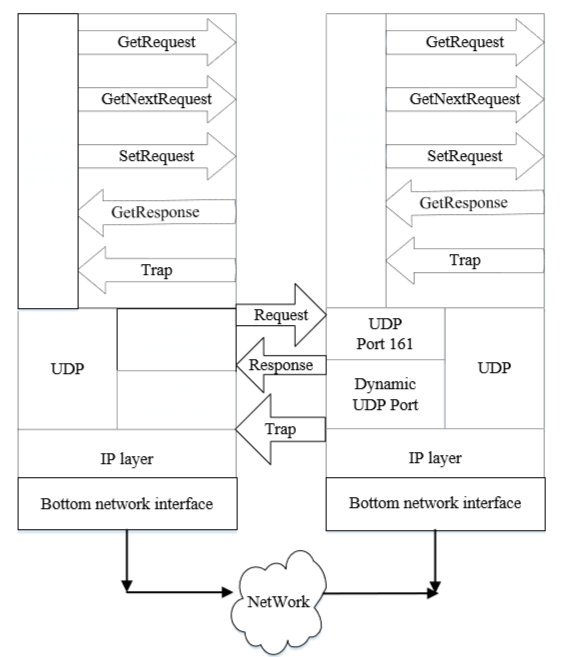 GetRequest
GetNextRequest
SetRequest
GetResponse
Trap
GetRequest
GetNextRequest
SetRequest
GetResponse
Trap
Request
Response
Trap
UDP
IP layer
Bottom network interface
UDP
Port 161
Dynamic
UDP Port
UDP
IP layer
Bottom network interface
NetWork